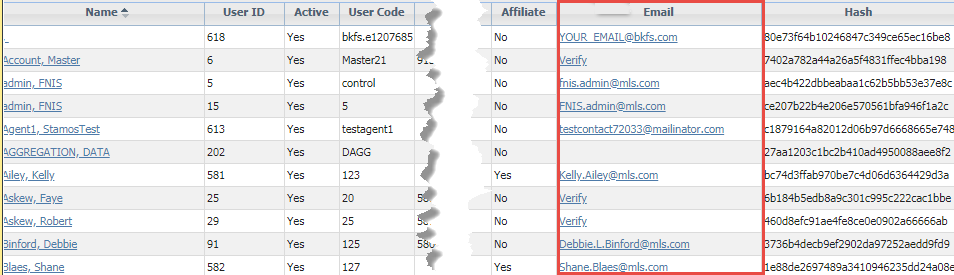 Name User ID Active User Code Affiliate Email Hash
618 Yes bkfs.e1207685 No YOUR_EMAIL@bkfs.com 80e73f64b10246847c349ce65ec16be8
Account, Master 6 Yes Master21 No Verify 7402a782a44a26a5f4831ffec4bba198
admin, FNIS 5 Yes control No fnis.admin@mls.com aec4b422dbbeabaa1c62b5bb53e37e8c
admin, FNIS 15 Yes 5 No FNIS.admin@mls.com ce207b22b4e206e570561bfa946f1a2c
Agent1, StamosTest 613 Yes testagent1 No testcontact72033@mailinator.com c1879164a82012d06b97d6668665e748
AGGREGATION, DATA 202 Yes DAGG No 27aa1203c1bc2b410ad4950088aee8f2
Ailey, Kelly 581 Yes 123 Yes Kelly.Ailey@mls.com bc74d3ffab970be7c4d06d6364429d3a
Askew, Faye 25 Yes 20 No Verify 6b184b5edb8a9c301c995c222cac1bbe
Askew, Robert 29 Yes 25 No Verify 460d8efc91ae4fe8ce0e0902a66666ab
Binford, Debbie 91 Yes 125 No Debbie.L.Binford@mls.com 3736b4decb9ef2902da97252aedd9fd9
Blaes, Shane 582 Yes 127 Yes Shane.Blaes@mls.com 1e88de2697489a3410946235dd24a08e